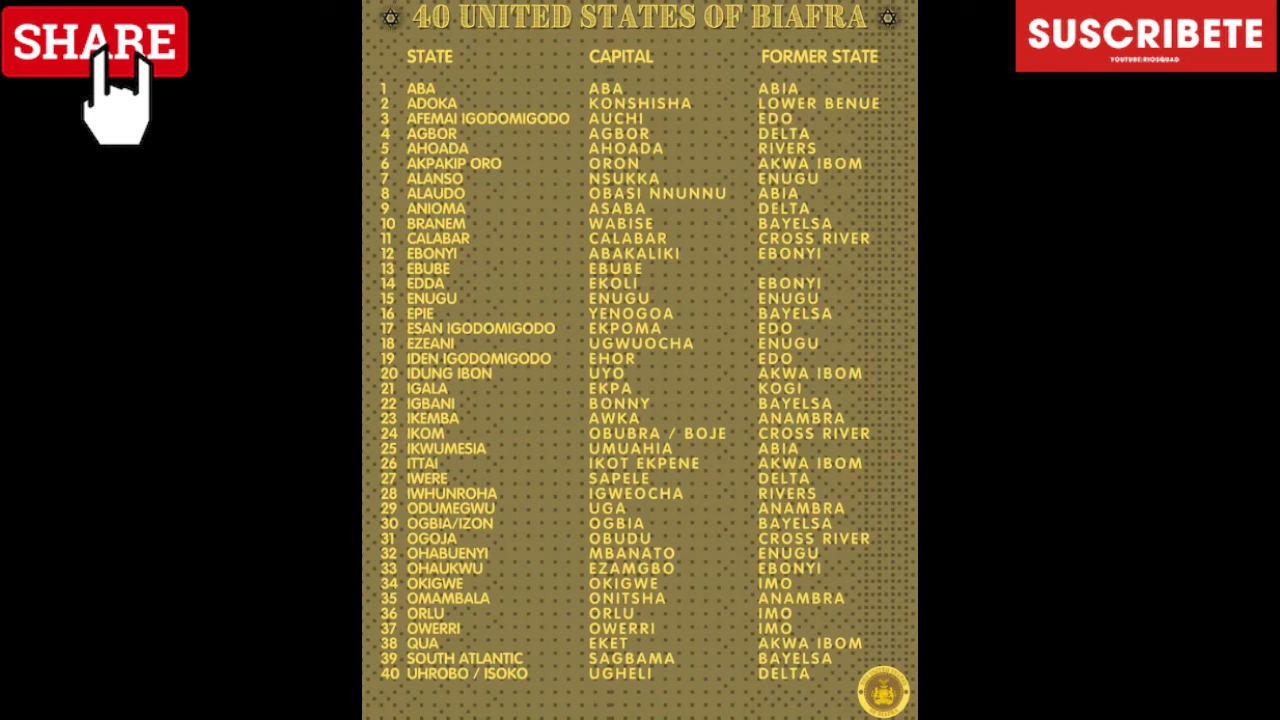 SHARE
40 UNITED STATES OF BIAFRA
SUSCRIBETE
YOUTUBE:RIOSQUAD
STATE CAPITAL FORMER STATE
1 ABA ABA ABIA
2 ADOKA KONSHISHA LOWER BENUE
3 AFEMAI IGODOMIGODO AUCHI EDO
4 AGBOR AGBOR DELTA
5 AHOADA AHOADA RIVERS
6 AKPAKIP ORO ORON AKWA IBOM
7 ALANSO NSUKKA ENUGU
8 ALAUDO OBASI NNUNNU ABIA
9 ANIOMA ASABA DELTA
10 BRANEM WABISE BAYELSA
11 CALABAR CALABAR CROSS RIVER
12 EBONYI ABAKALIKI EBONYI
13 EBUBE EBUBE
14 EDDA EKOLI EBONYI
15 ENUGU ENUGU ENUGU
16 EPIE YENOGOA BAYELSA
17 ESAN IGODOMIGODO EKPOMA EDO
18 EZEANI UGWUOCHA ENUGU
19 IDEN IGODOMIGODO EHOR EDO
20 IDUNG IBON UYO AKWA IBOM
21 IGALA EKPA KOGI
22 IGBANI BONNY BAYELSA
23 IKEMBA AWKA ANAMBRA
24 IKOM OBUBRA / BOJE CROSS RIVER
25 IKWUMESIA UMUAHIA ABIA
26 ITTAI IKOT EKPENE AKWA IBOM
27 IWERE SAPELE DELTA
28 IWHUNROHA IGWEOCHA RIVERS
29 ODUMEGWU UGA ANAMBRA
30 OGBIA/IZON OGBIA BAYELSA
31 OGOJA OBUDU CROSS RIVER
32 OHABUENYI MBANATO ENUGU
33 OHAUKWU EZAMGBO EBONYI
34 OKIGWE OKIGWE IMO
35 OMAMBALA ONITSHA ANAMBRA
36 ORLU ORLU IMO
37 OWERRI OWERRI IMO
38 QUA EKET AKWA IBOM
39 SOUTH ATLANTIC SAGBAMA BAYELSA
40 UHROBO / ISOKO UGHELI DELTA